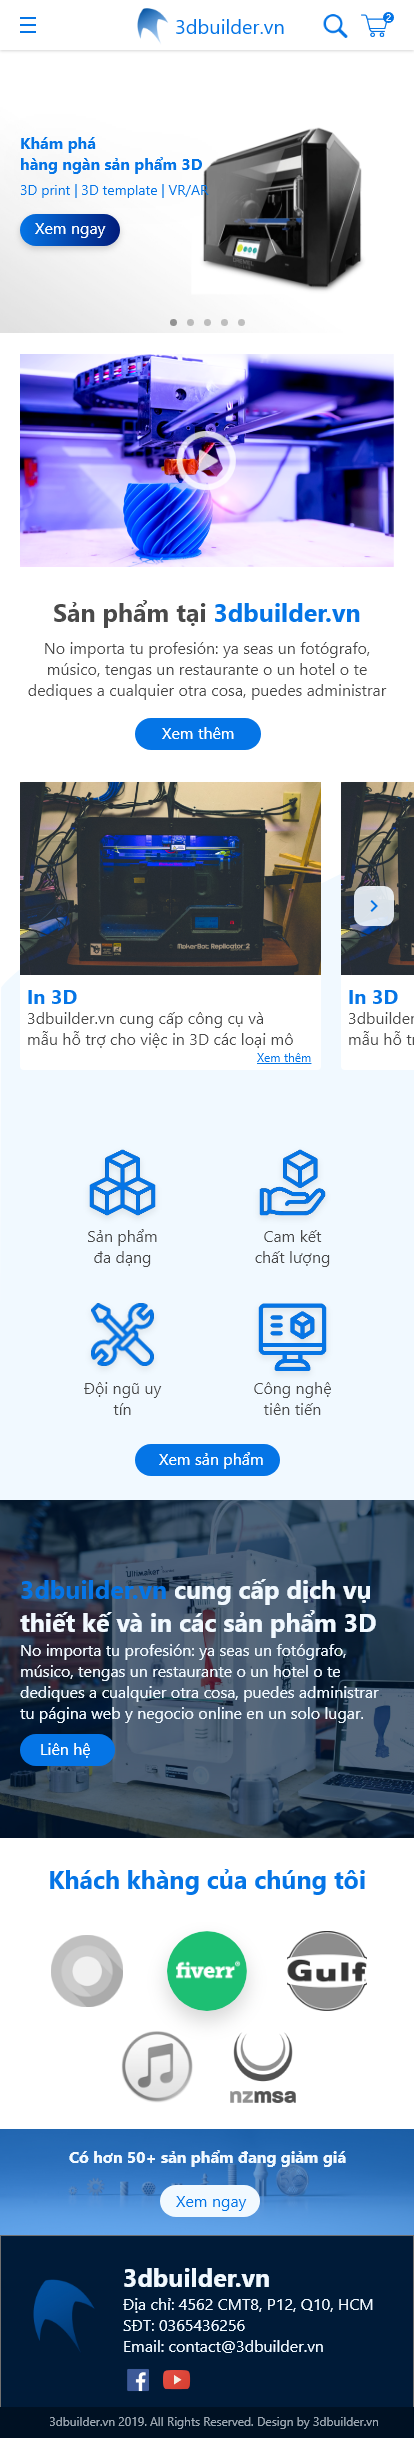 3dbuilder.vn
2
Khám phá
hàng ngàn sản phẩm 3D
3D print | 3D template | VR/AR
Xem ngay
Sản phẩm tại 3dbuilder.vn
No importa tu profesión: ya seas un fotógrafo,
músico, tengas un restaurante o un hotel o te
dediques a cualquier otra cosa, puedes administrar
Xem thêm
MakerBot Replicator 2
In 3D
3dbuilder.vn cung cấp công cụ và
mẫu hỗ trợ cho việc in 3D các loại mô
Xem thêm
In 3D
3dbuilder
mẫu hỗ tr
Sản phẩm
đa dạng
Cam kết
chất lượng
Đội ngũ uy
tín
Công nghệ
tiên tiến
Xem sản phẩm
Ultimaker
3dbuilder.vn cung cấp dịch vụ
thiết kế và in các sản phẩm 3D
No importa tu profesión: ya seas un fotógrafo,
músico, tengas un restaurante o un hotel o te
dediques a cualquier otra cosa, puedes administrar
tu página web y negocio online en un solo lugar.
Liên hệ
Khách khàng của chúng tôi
fiverr®
Gulf
nzmsa
Có hơn 50+ sản phẩm đang giảm giá
Xem ngay
3dbuilder.vn
Địa chỉ: 4562 CMT8, P12, Q10, HCM
SĐT: 0365436256
Email: contact@3dbuilder.vn
3dbuilder.vn 2019. All Rights Reserved. Design by 3dbuilder.vn